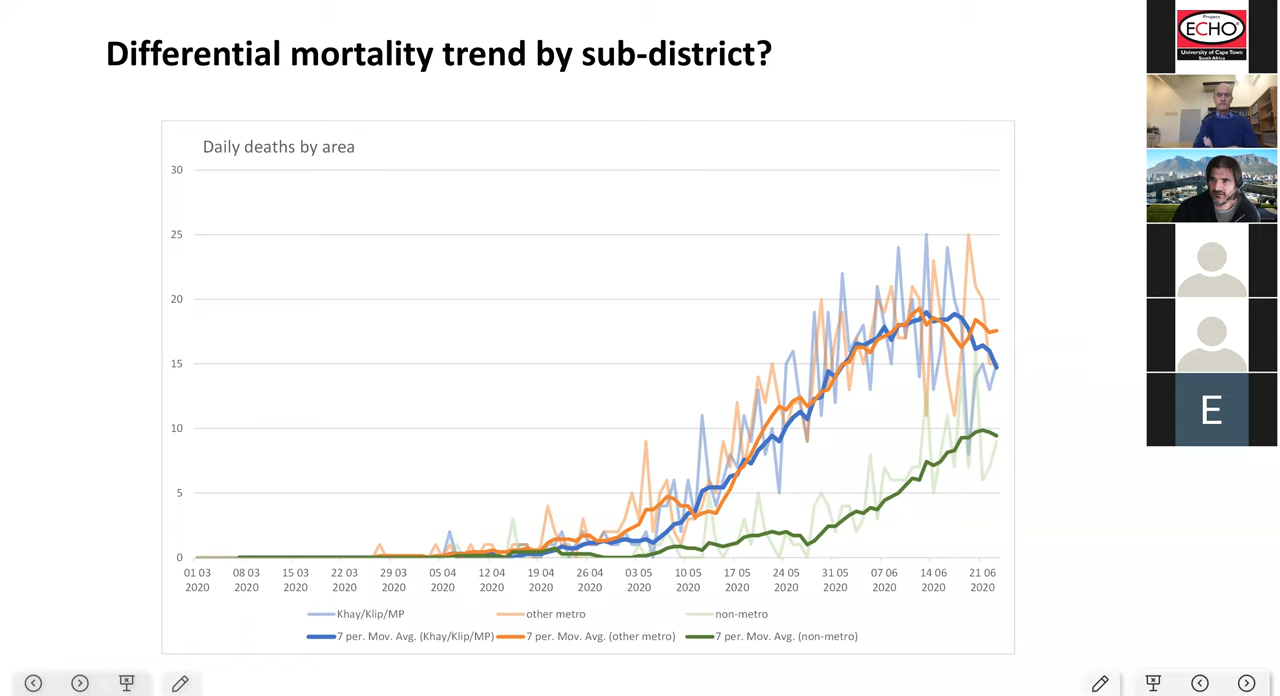 Differential mortality trend by sub-district?
Daily deaths by area
30
25
20
15
10
5
0
01 03 2020
08 03 2020
15 03 2020
22 03 2020
29 03 2020
05 04 2020
12 04 2020
19 04 2020
26 04 2020
03 05 2020
10 05 2020
17 05 2020
24 05 2020
31 05 2020
07 06 2020
14 06 2020
21 06 2020
Khay/Klip/MP
other metro
non-metro
7 per. Mov. Avg. (Khay/Klip/MP)
7 per. Mov. Avg. (other metro)
7 per. Mov. Avg. (non-metro)
Project
ECHO®
University of Cape Town
South Africa
E